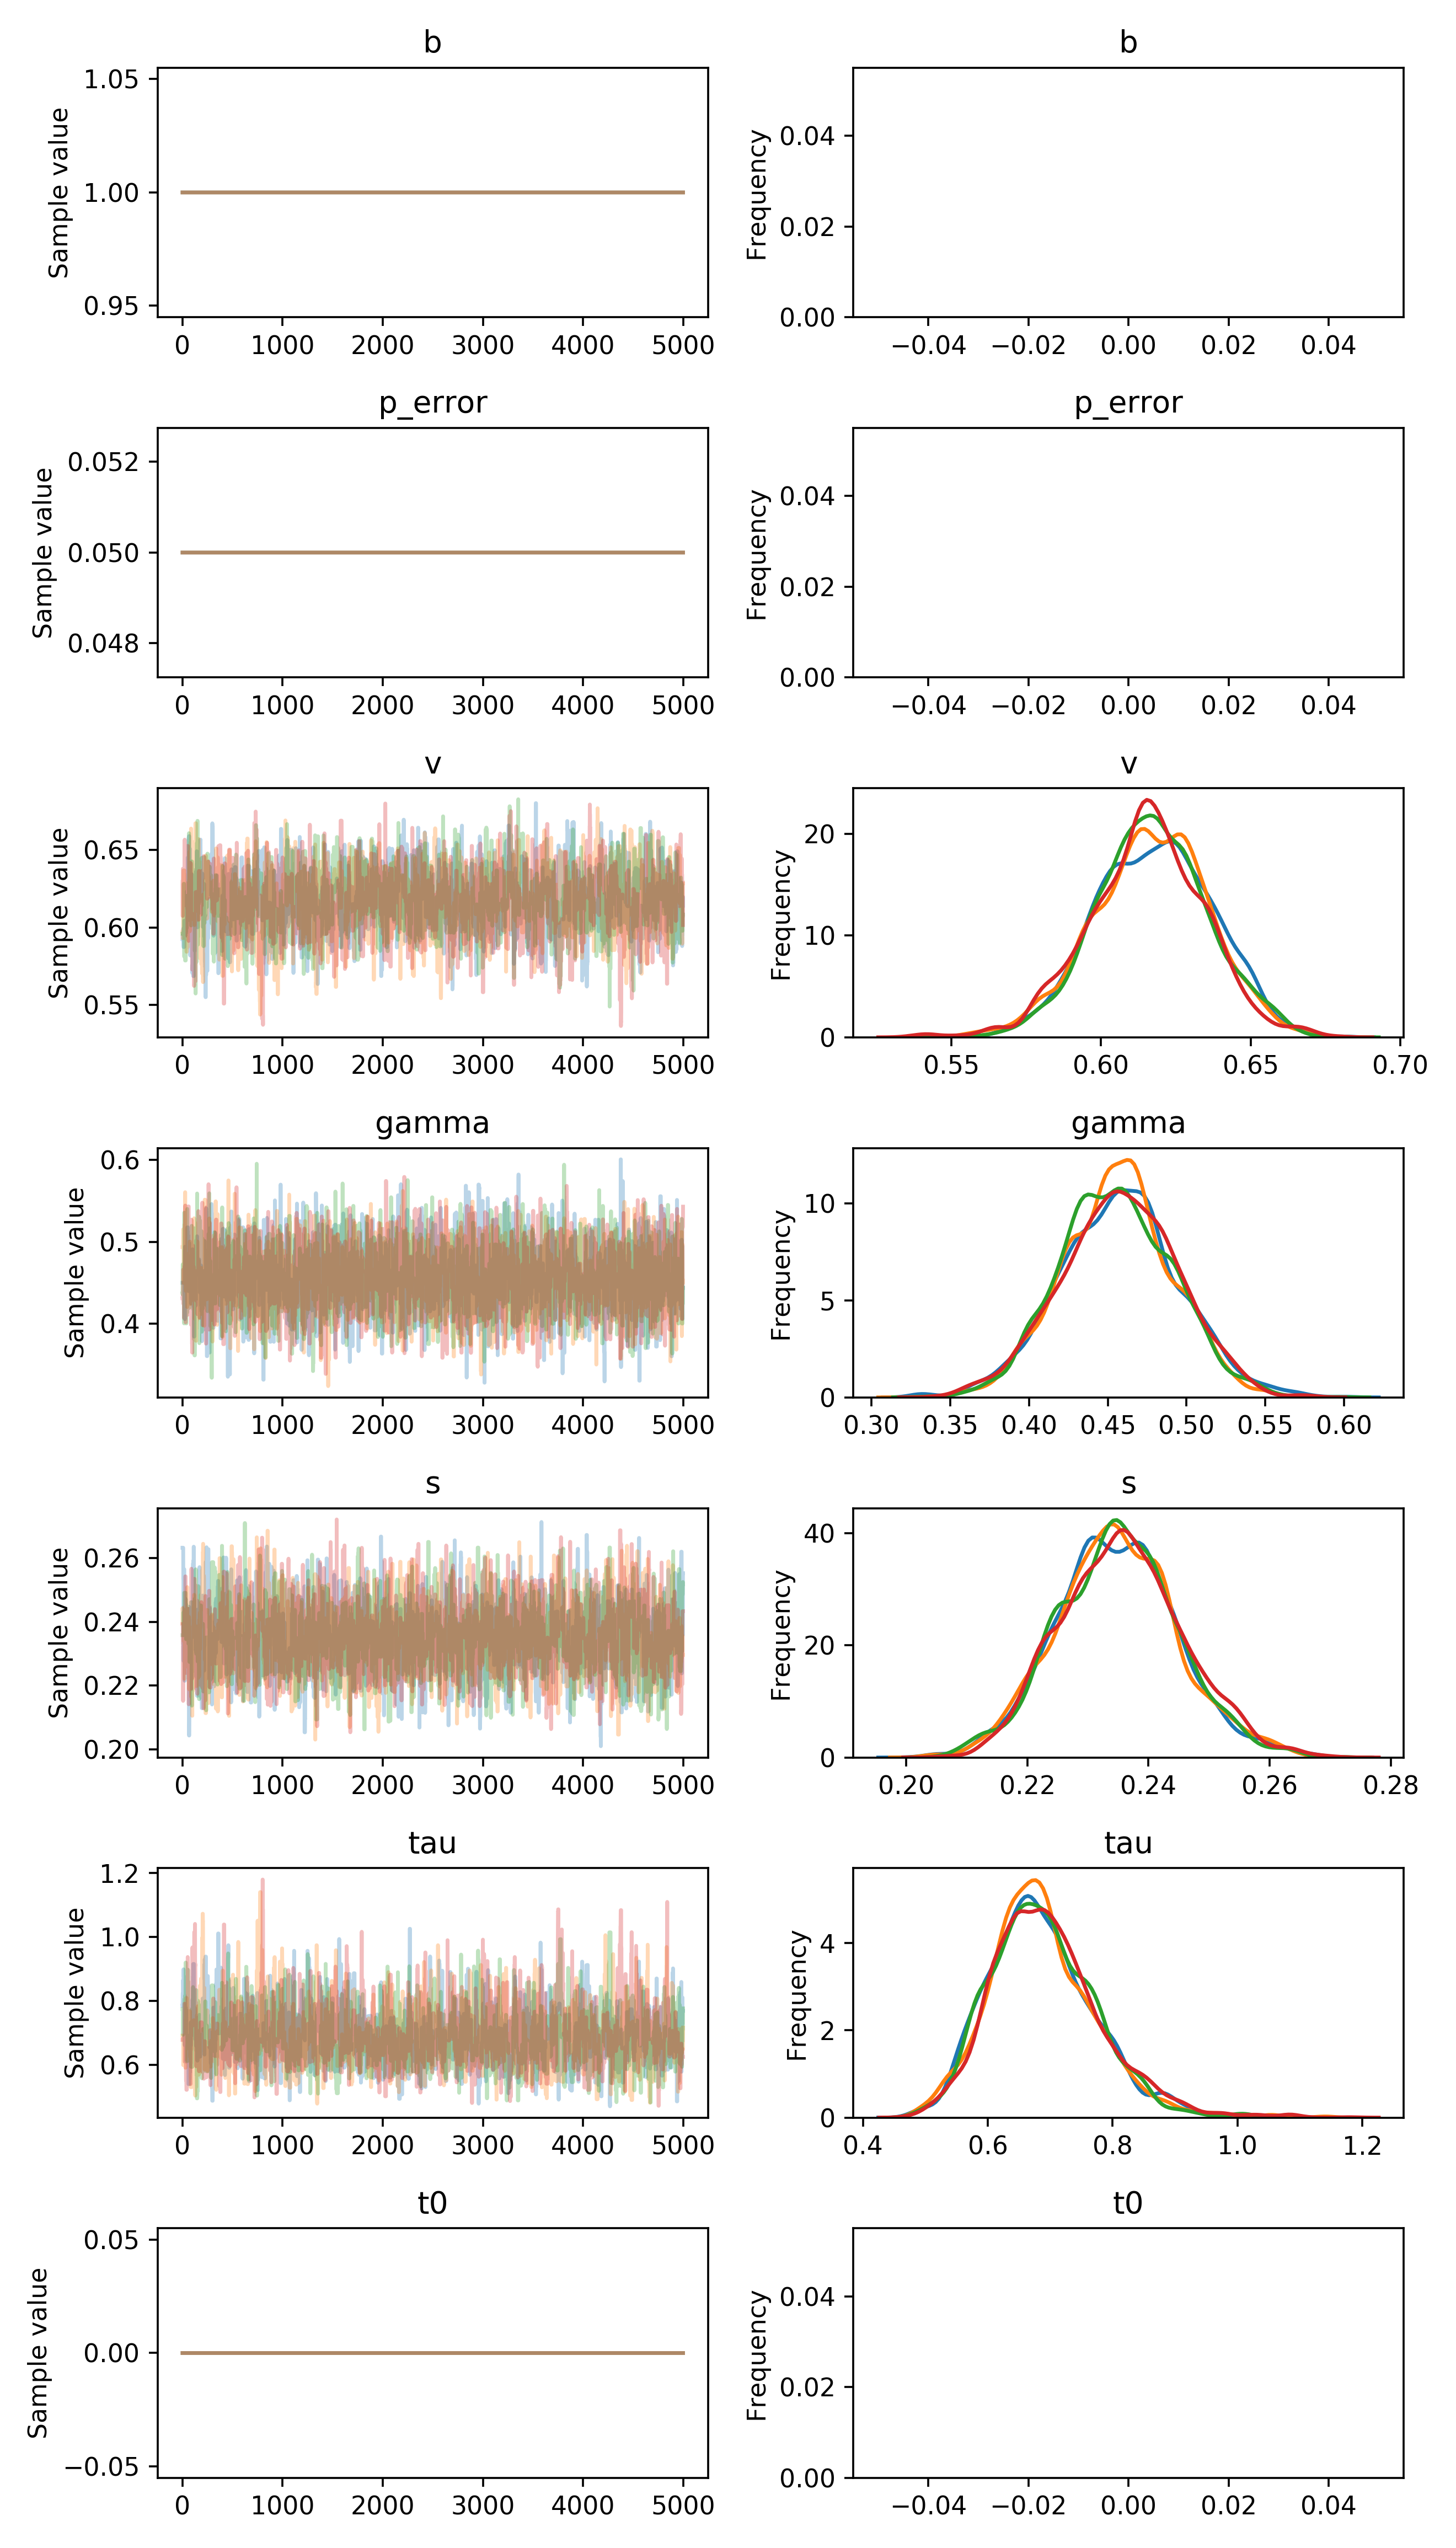 b
b
1.05
1.00
0.95
Sample value
0 1000 2000 3000 4000 5000
0.04
0.02
0.00
Frequency
−0.04 −0.02 0.00 0.02 0.04
p_error
p_error
0.052
0.050
0.048
Sample value
0 1000 2000 3000 4000 5000
0.04
0.02
0.00
Frequency
−0.04 −0.02 0.00 0.02 0.04
v
v
0.65
0.60
0.55
Sample value
0 1000 2000 3000 4000 5000
20
10
0
Frequency
0.55 0.60 0.65 0.70
gamma
gamma
0.6
0.5
0.4
Sample value
0 1000 2000 3000 4000 5000
10
5
0
Frequency
0.30 0.35 0.40 0.45 0.50 0.55 0.60
s
s
0.26
0.24
0.22
0.20
Sample value
0 1000 2000 3000 4000 5000
40
20
0
Frequency
0.20 0.22 0.24 0.26 0.28
tau
tau
1.2
1.0
0.8
0.6
Sample value
0 1000 2000 3000 4000 5000
4
2
0
Frequency
0.4 0.6 0.8 1.0 1.2
t0
t0
0.05
0.00
−0.05
Sample value
0 1000 2000 3000 4000 5000
0.04
0.02
0.00
Frequency
−0.04 −0.02 0.00 0.02 0.04